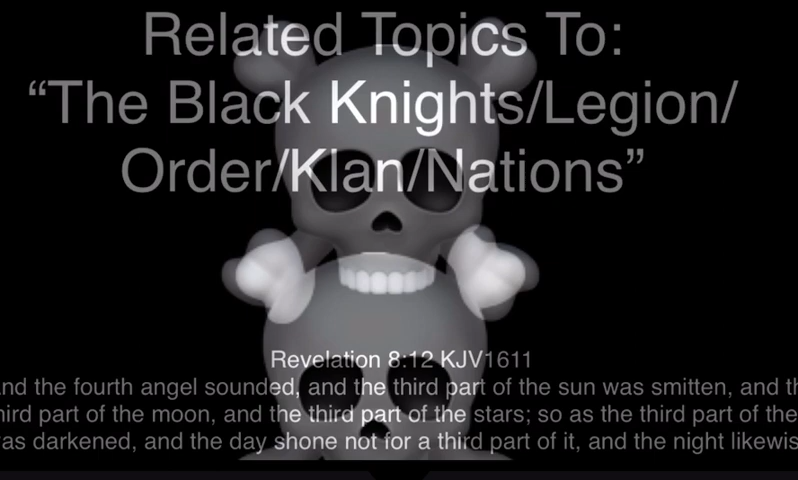 Related Topics To:
“The Black Knights/Legion/
Order/Klan/Nations”
Revelation 8:12 KJV1611
nd the fourth angel sounded, and the third part of the sun was smitten, and th
ird part of the moon, and the third part of the stars; so as the third part of the
as darkened, and the day shone not for a third part of it, and the night likewis